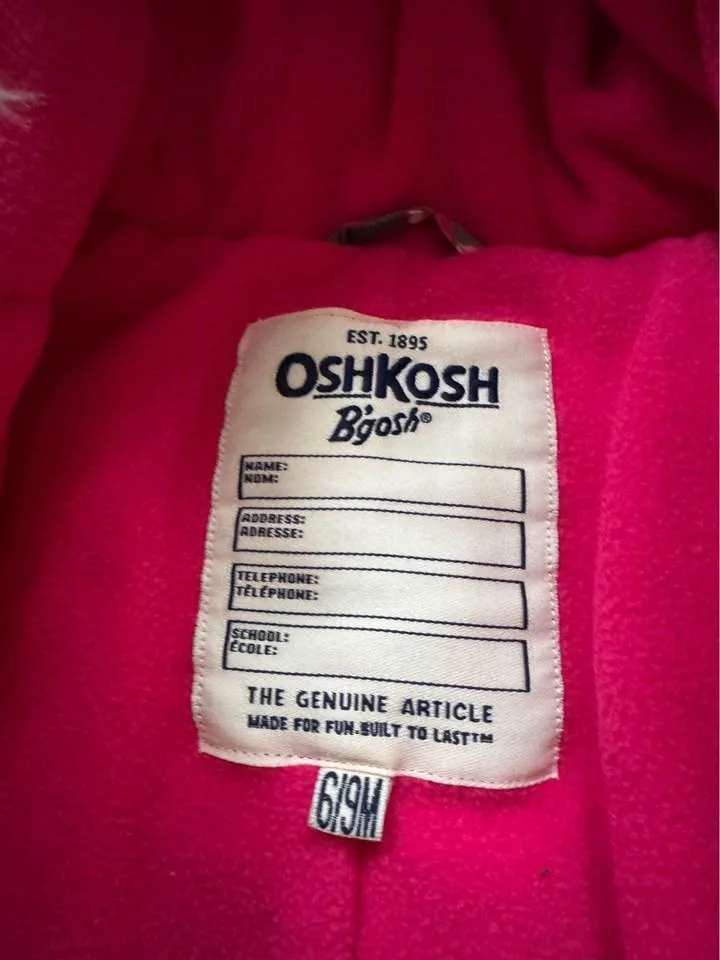 EST. 1895
OSHKOSH
B'gosh®
NAME:
NOM:
ADDRESS:
ADRESSE:
TELEPHONE:
TÉLÉPHONE:
SCHOOL:
ÉCOLE:
THE GENUINE ARTICLE
MADE FOR FUN.BUILT TO LAST™
6/9M